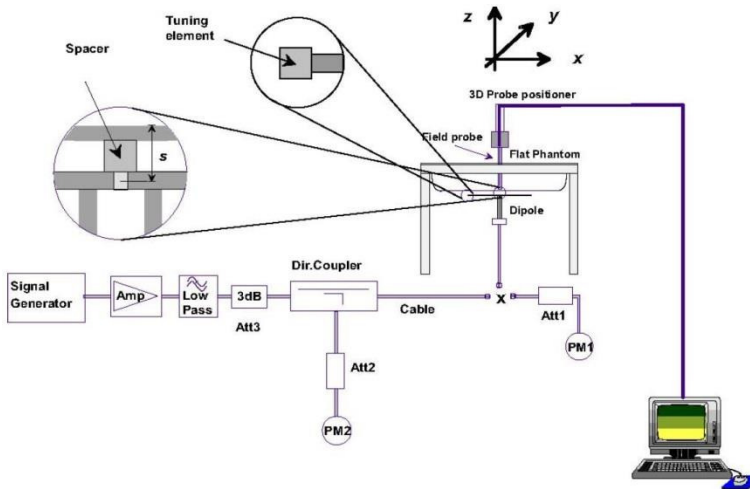 z
y
x
Tuning
element
Spacer
s
3D Probe positioner
Field probe
Flat Phantom
Dipole
Dir.Coupler
Signal
Generator
Amp
Low
Pass
3dB
Att3
Cable
x
Att1
PM1
Att2
PM2